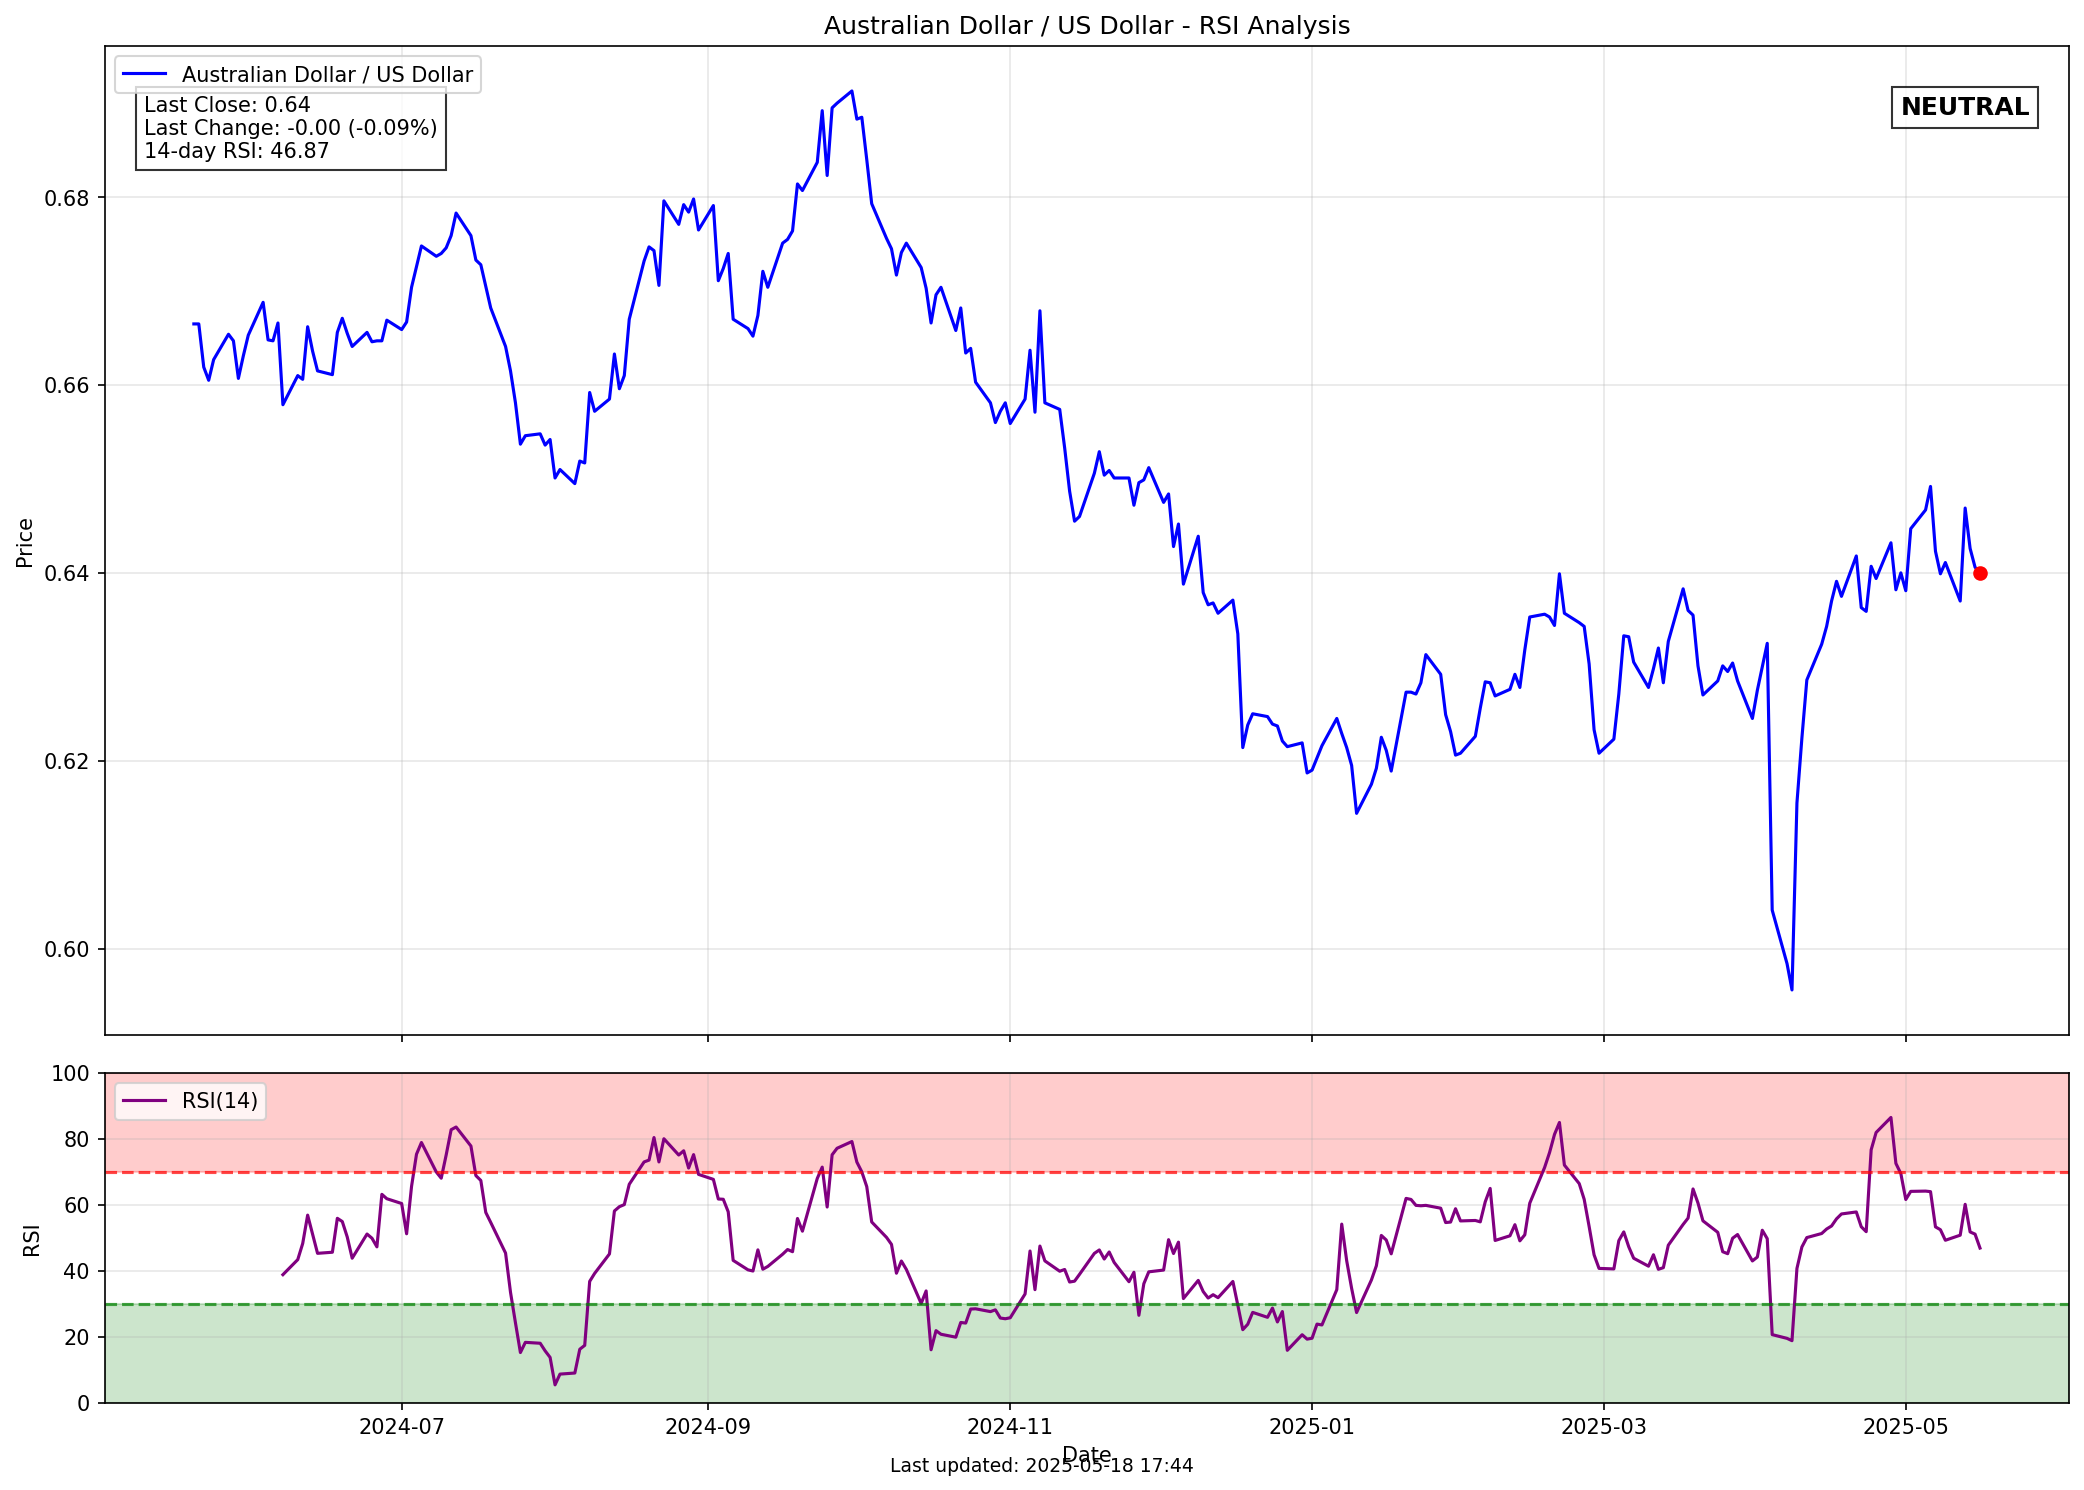 Australian Dollar / US Dollar - RSI Analysis
Australian Dollar / US Dollar
Last Close: 0.64
Last Change: -0.00 (-0.09%)
14-day RSI: 46.87
NEUTRAL
Price
0.68
0.66
0.64
0.62
0.60
RSI(14)
RSI
100
80
60
40
20
0
2024-07
2024-09
2024-11
2025-01
2025-03
2025-05
Date
Last updated: 2025-05-18 17:44